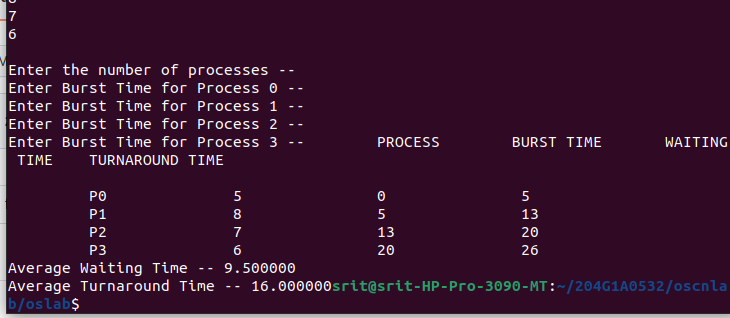 7
6
Enter the number of processes --
Enter Burst Time for Process 0 --
Enter Burst Time for Process 1 --
Enter Burst Time for Process 2 --
Enter Burst Time for Process 3 -- PROCESS BURST TIME WAITING
TIME TURNAROUND TIME
P0 5 0 5
P1 8 5 13
P2 7 13 20
P3 6 20 26
Average Waiting Time -- 9.500000
Average Turnaround Time -- 16.000000srit@srit-HP-Pro-3090-MT:~/204G1A0532/oscnla
b/oslab$